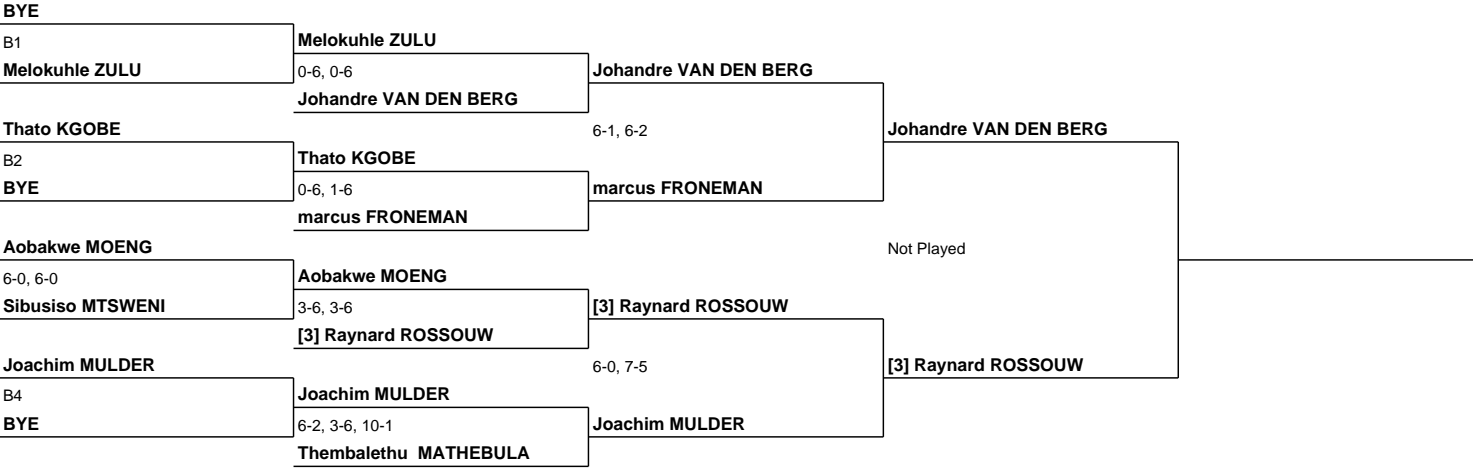 BYE
B1
Melokuhle ZULU
Melokuhle ZULU
0-6, 0-6
Johandre VAN DEN BERG
Johandre VAN DEN BERG
Thato KGOBE
6-1, 6-2
Johandre VAN DEN BERG
B2
Thato KGOBE
BYE
0-6, 1-6
marcus FRONEMAN
marcus FRONEMAN
Aobakwe MOENG
Not Played
6-0, 6-0
Aobakwe MOENG
Sibusiso MTSWENI
3-6, 3-6
[3] Raynard ROSSOUW
[3] Raynard ROSSOUW
Joachim MULDER
6-0, 7-5
[3] Raynard ROSSOUW
B4
Joachim MULDER
BYE
6-2, 3-6, 10-1
Joachim MULDER
Thembalethu  MATHEBULA